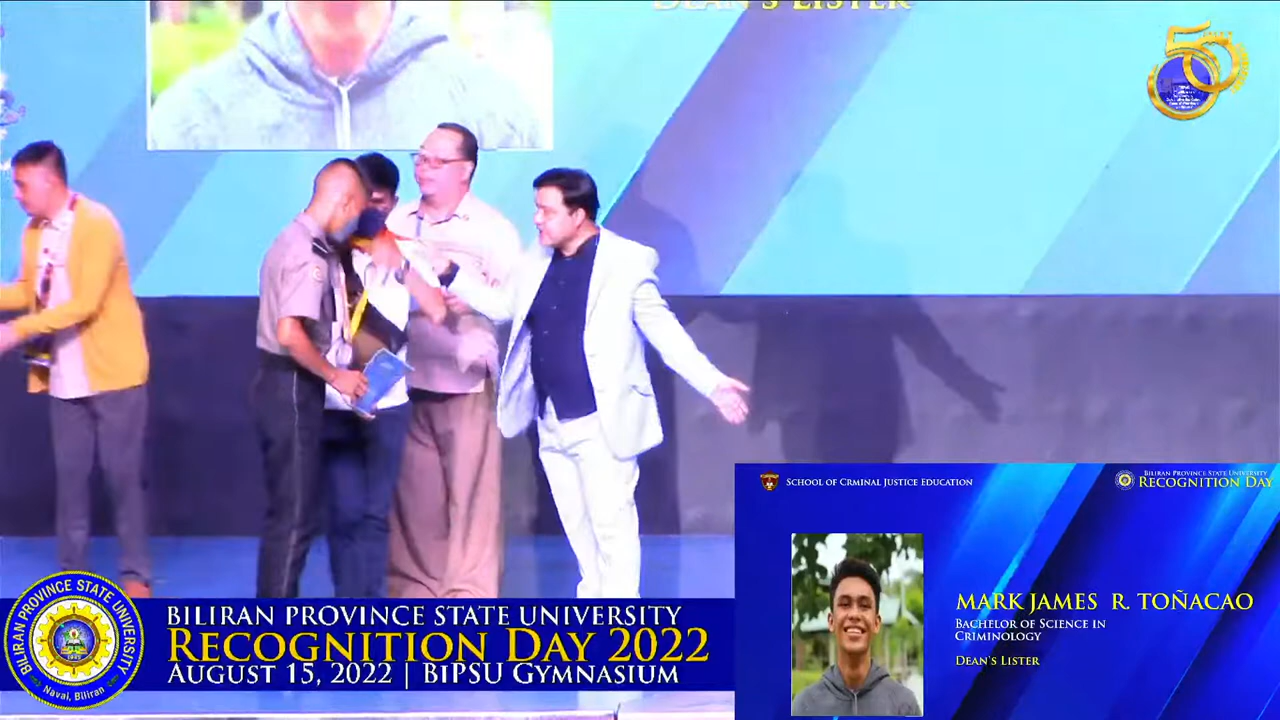 DEAN'S LISTER
50
SCHOOL OF CRMINAL JUSTICE EDUCATION
BILIRAN PROVINCE STATE UNIVERSITY
RECOGNITION DAY
MARK JAMES R. TOÑACAO
BACHELOR OF SCIENCE IN
CRIMINOLOGY
DEAN'S LISTER
BILIRAN PROVINCE STATE UNIVERSITY
Naval, Biliran
BILIRAN PROVINCE STATE UNIVERSITY
RECOGNITION DAY 2022
AUGUST 15, 2022 | BIPSU GYMNASIUM